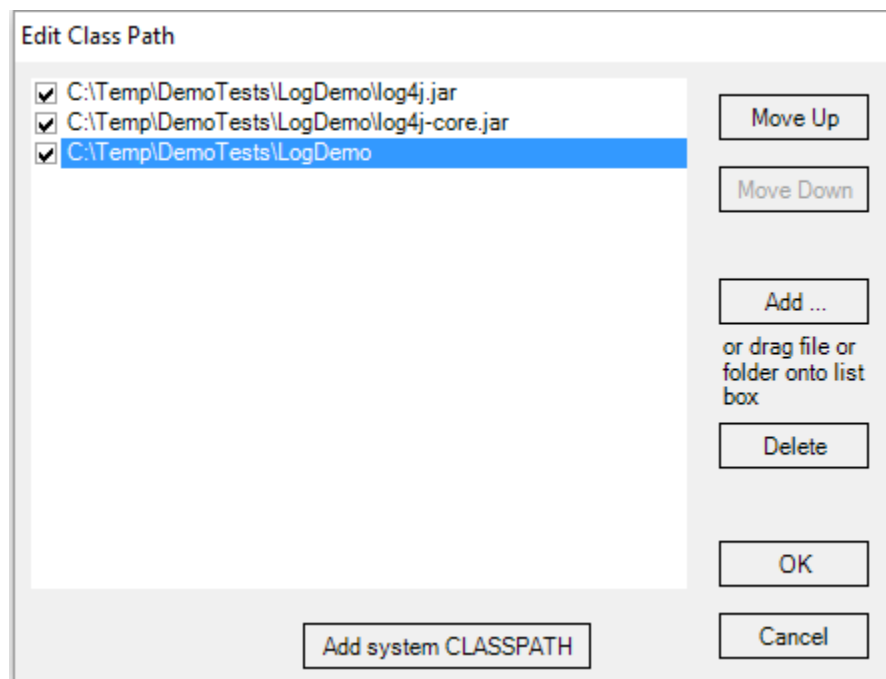 Edit Class Path
C:\Temp\DemoTests\LogDemo\log4j.jar
C:\Temp\DemoTests\LogDemo\log4j-core.jar
C:\Temp\DemoTests\LogDemo
Move Up
Move Down
Add ...
or drag file or
folder onto list
box
Delete
OK
Cancel
Add system CLASSPATH